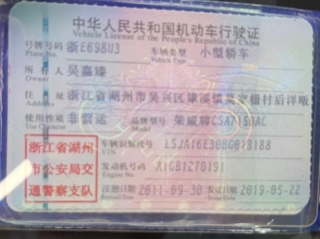 中华人民共和国机动车行驶证
Vehicle License of the People's Republic of China
号牌号码 浙E698U3 车辆类型 小型轿车
Vehicle Type
所有人 吴嘉臻
Owner
住址 浙江省湖州市吴兴区 后洋畈
Address
使用性质 非营运 品牌型号 荣威牌CSA7153AC
Use Character Model
浙江省湖州市公安局交通警察支队
车辆识别代号
VIN
发动机号码
Engine No.
注册日期 2011-09-30 发证日期 2019-05-22
Register Date Issue Date